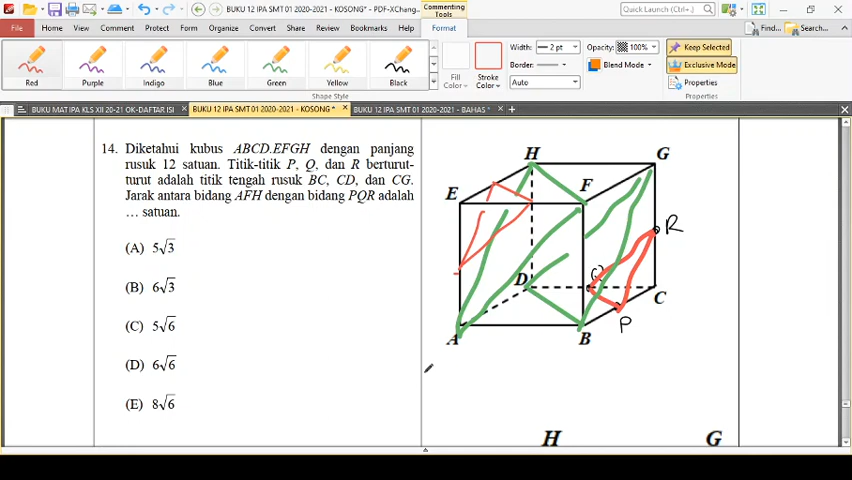 Commenting
Tools
BUKU 12 IPA SMT 01 2020-2021 - KOSONG* - PDF-XChang
File
Home
View
Comment
Protect
Form
Organize
Convert
Share
Review
Bookmarks
Help
Format
Find...
Search...
Red
Purple
Indigo
Blue
Green
Yellow
Black
Shape Style
Fill
Color
Stroke
Color
Width:
2 pt
Border:
Auto
Opacity:
100%
Blend Mode
Keep Selected
Exclusive Mode
Properties
BUKU MAT IPA KLS XII 20-21 OK-DAFTAR ISI
BUKU 12 IPA SMT 01 2020-2021 - KOSONG *
BUKU 12 IPA SMT 01 2020-2021 - BAHAS *
14. Diketahui kubus ABCD.EFGH dengan panjang
rusuk 12 satuan. Titik-titik P, Q, dan R berturut-
turut adalah titik tengah rusuk BC, CD, dan CG.
Jarak antara bidang AFH dengan bidang PQR adalah
… satuan.
(A) 5√3
(B) 6√3
(C) 5√6
(D) 6√6
(E) 8√6
H
G
E
F
R
Q
D
C
P
A
B
H
G